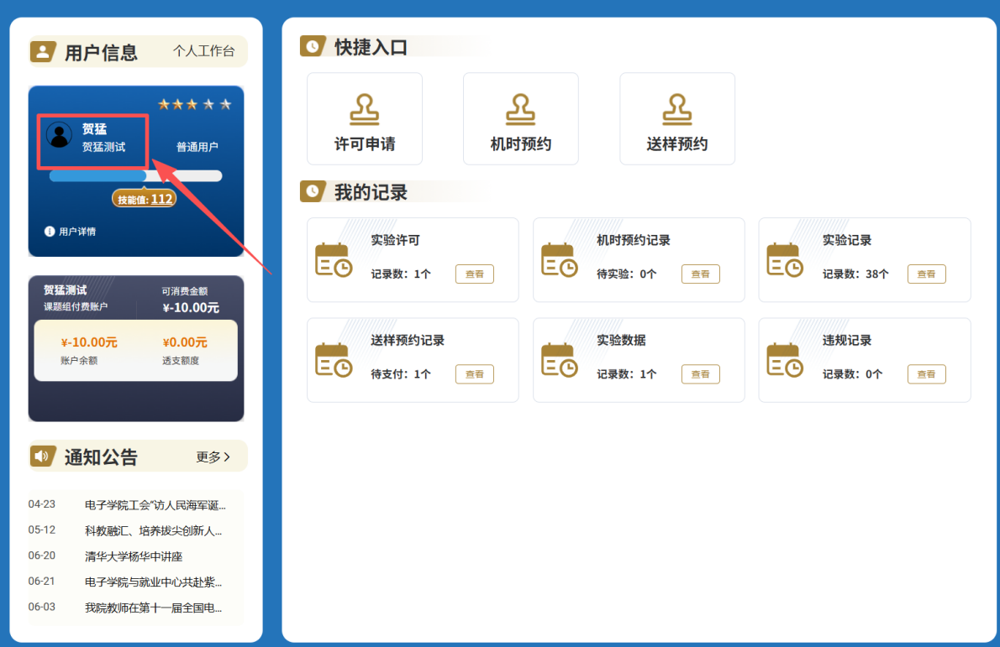 用户信息
个人工作台
贺猛
贺猛测试
普通用户
技能值: 112
用户详情
贺猛测试
可消费金额
课题组付费账户
¥-10.00元
¥-10.00元
¥0.00元
账户余额
透支额度
通知公告
更多
04-23
电子学院工会“访人民海军诞...
05-12
科教融汇、培养拔尖创新人...
06-20
清华大学杨华中讲座
06-21
电子学院与就业中心共赴紫...
06-03
我院教师在第十一届全国电...
快捷入口
许可申请
机时预约
送样预约
我的记录
实验许可
记录数：1个
查看
机时预约记录
待实验：0个
查看
实验记录
记录数：38个
查看
送样预约记录
待支付：1个
查看
实验数据
记录数：1个
查看
违规记录
记录数：0个
查看